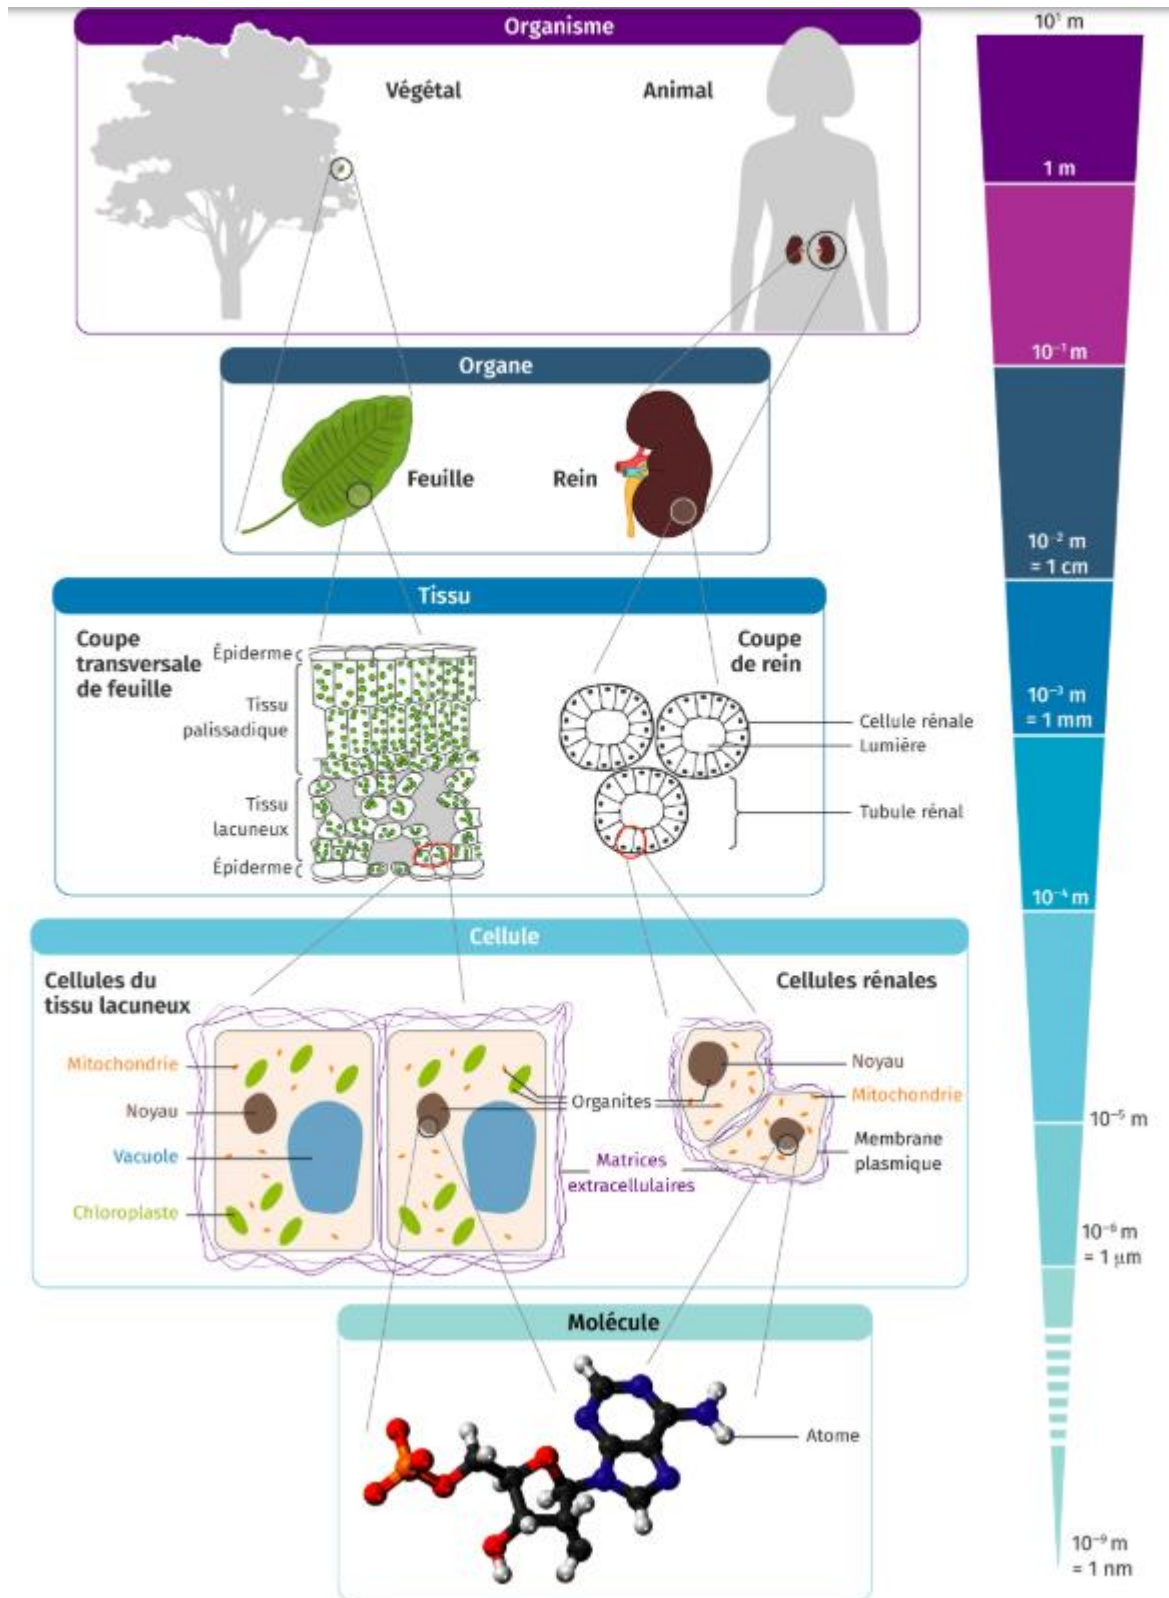 Organisme
Végétal
Animal
Organe
Feuille
Rein
Tissu
Coupe
transversale
de feuille
Épiderme
Tissu
palissadique
Tissu
lacuneux
Épiderme
Coupe
de rein
Cellule rénale
Lumière
Tubule rénal
Cellule
Cellules du
tissu lacuneux
Mitochondrie
Noyau
Vacuole
Chloroplaste
Organites
Matrices
extracellulaires
Cellules rénales
Noyau
Mitochondrie
Membrane
plasmique
Molécule
Atome
10¹ m
1 m
10⁻¹ m
10⁻² m
= 1 cm
10⁻³ m
= 1 mm
10⁻⁴ m
10⁻⁵ m
10⁻⁶ m
= 1 μm
10⁻⁹ m
= 1 nm